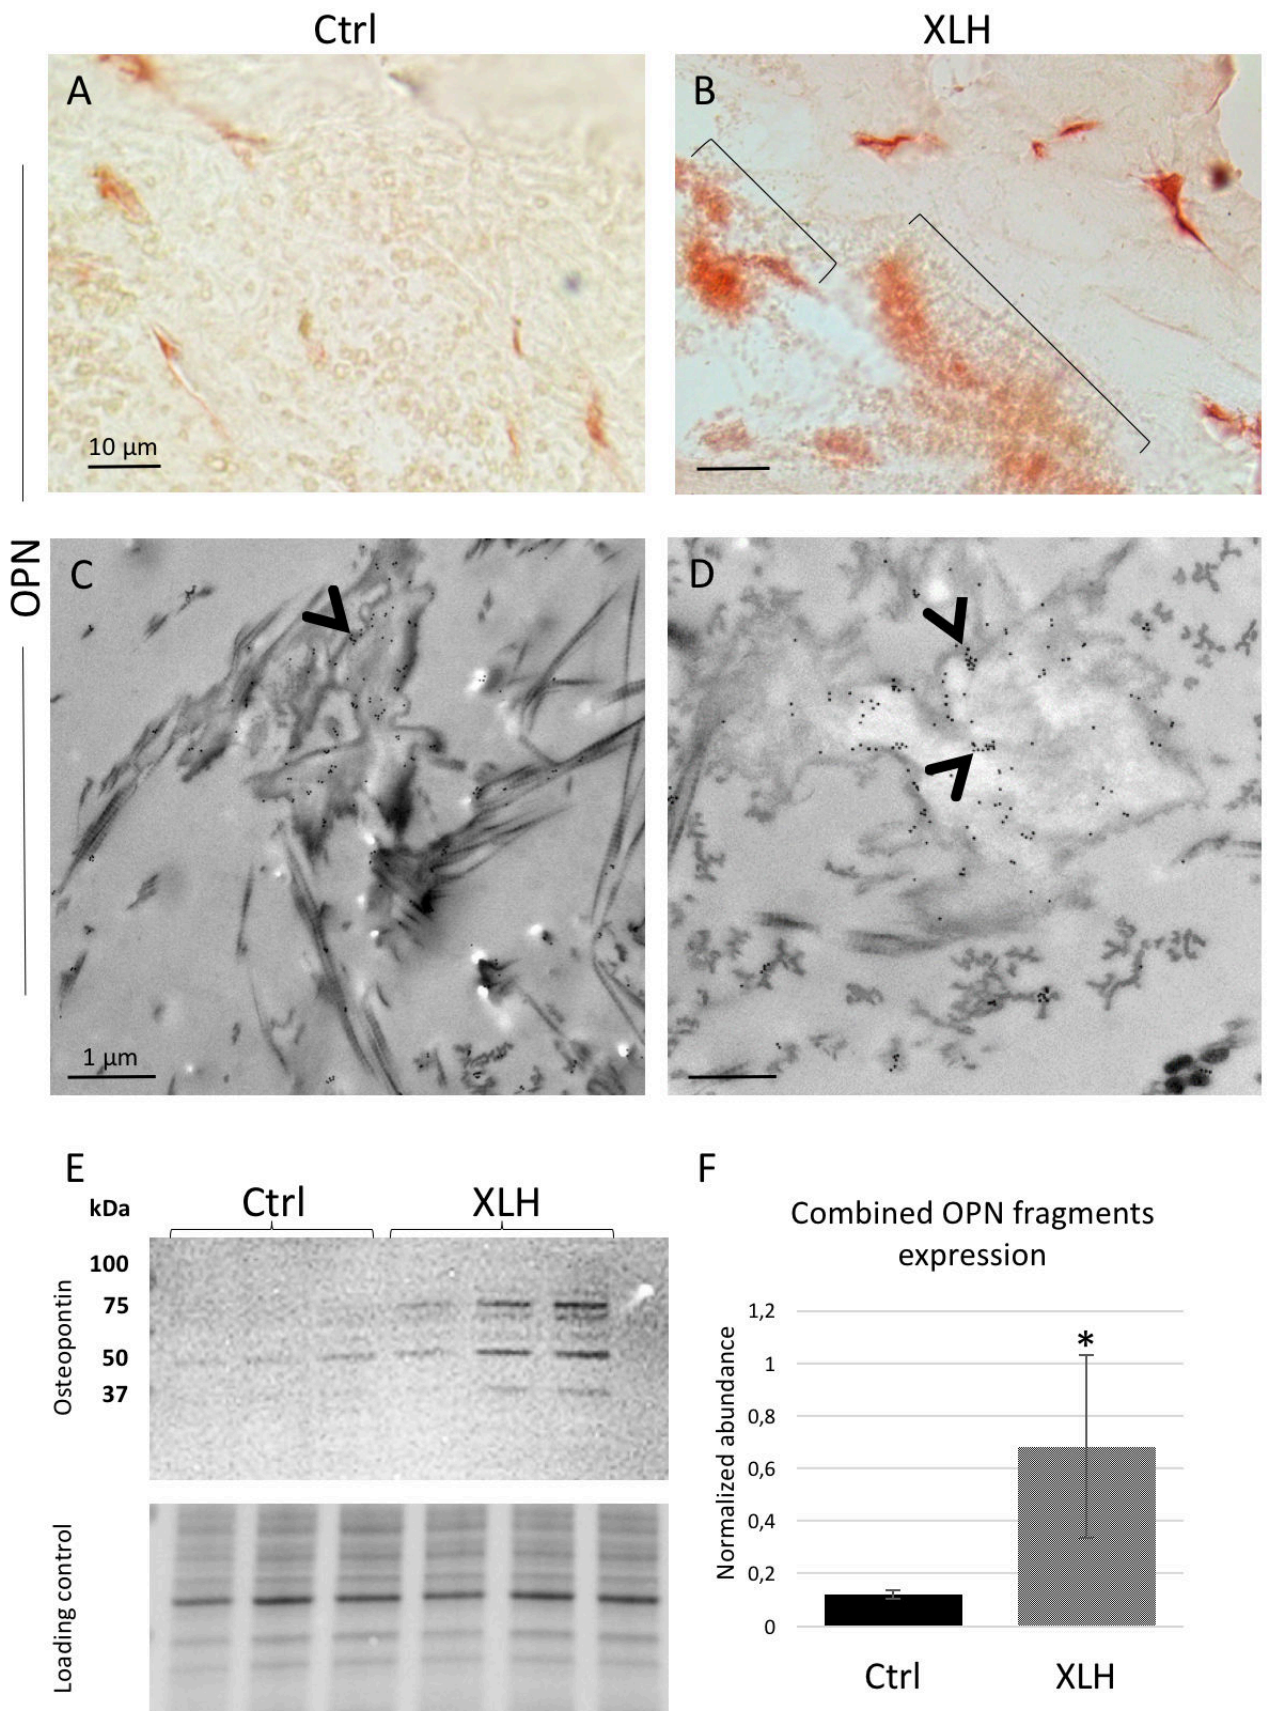 Ctrl
XLH
A
B
10 µm
OPN
C
D
1 µm
E
F
kDa
Ctrl
XLH
100
75
50
37
Osteopontin
Loading control
Combined OPN fragments
expression
Normalized abundance
1,2
1
0,8
0,6
0,4
0,2
0
*
Ctrl
XLH